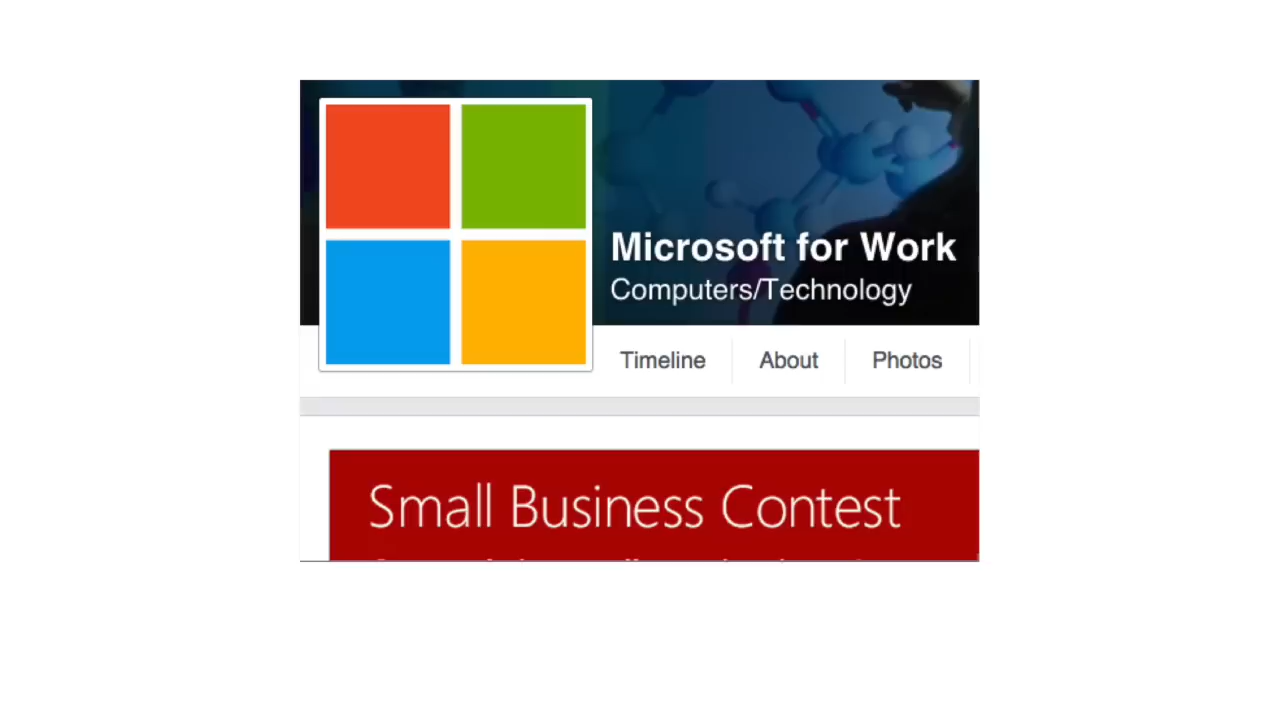 Microsoft for Work
Computers/Technology
Timeline
About
Photos
Small Business Contest